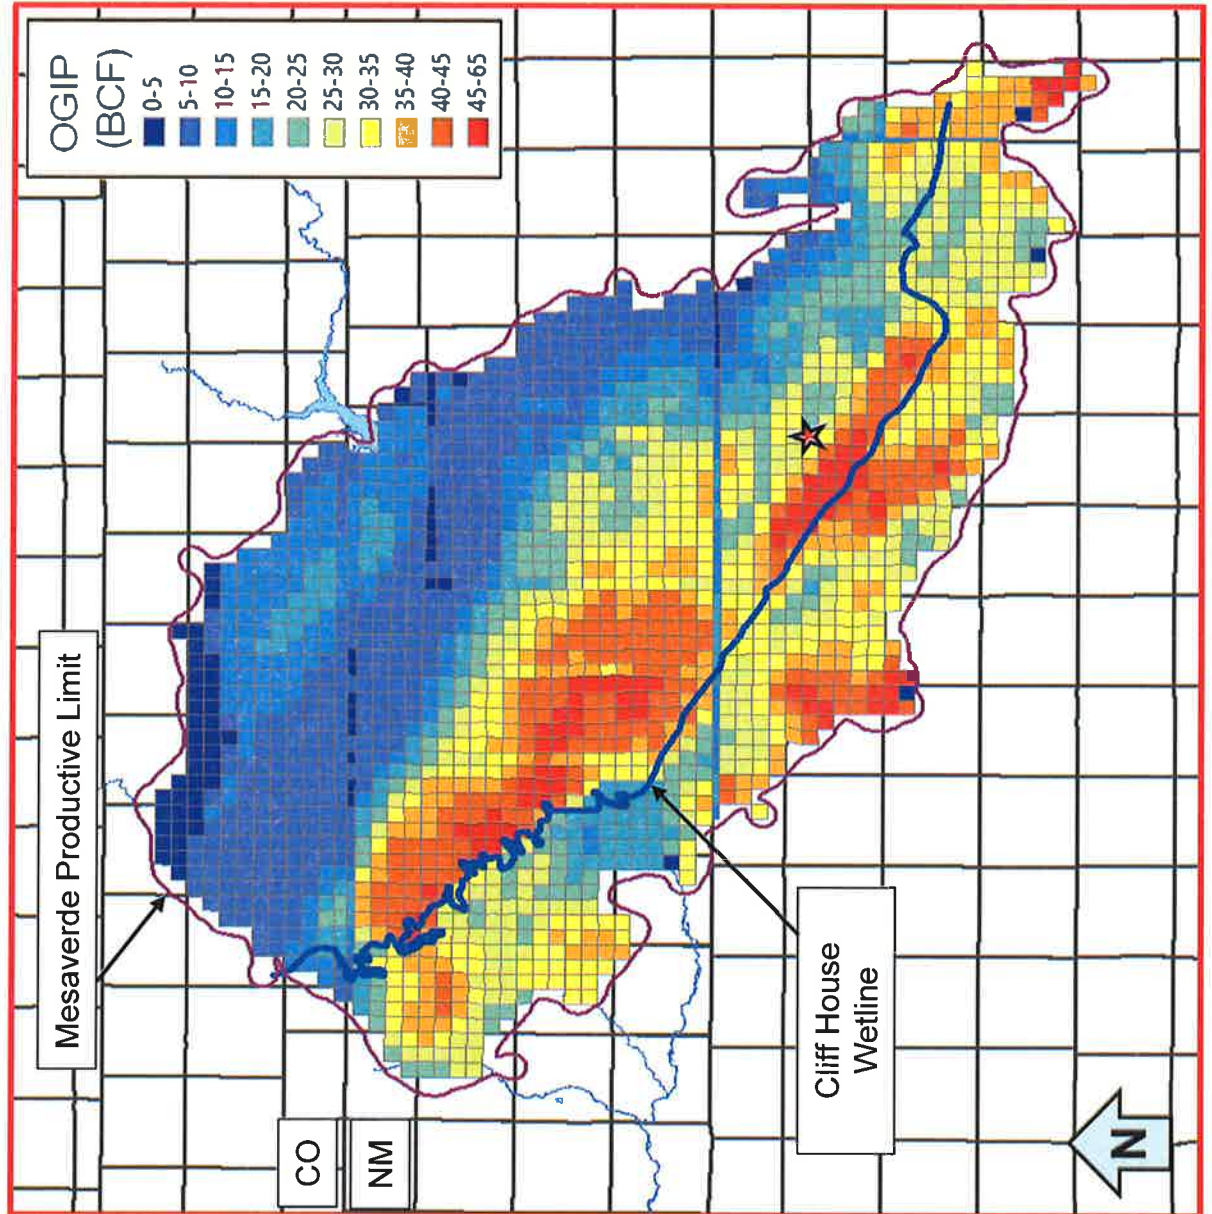 OGIP
(BCF)
0-5
5-10
10-15
15-20
20-25
25-30
30-35
35-40
40-45
45-65
Mesaverde Productive Limit
CO
NM
Cliff House
Wetline
N